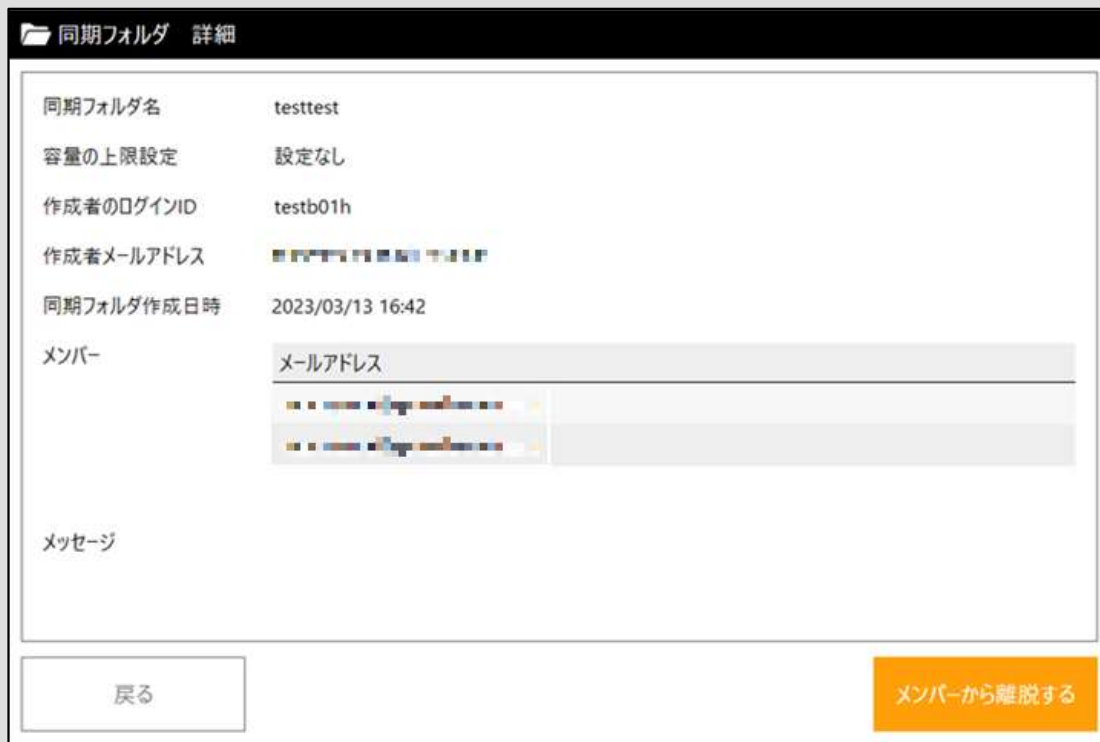 同期フォルダ　詳細
同期フォルダ名 testtest
容量の上限設定 設定なし
作成者のログインID testb01h
作成者メールアドレス
同期フォルダ作成日時 2023/03/13 16:42
メンバー メールアドレス
メッセージ
戻る メンバーから離脱する